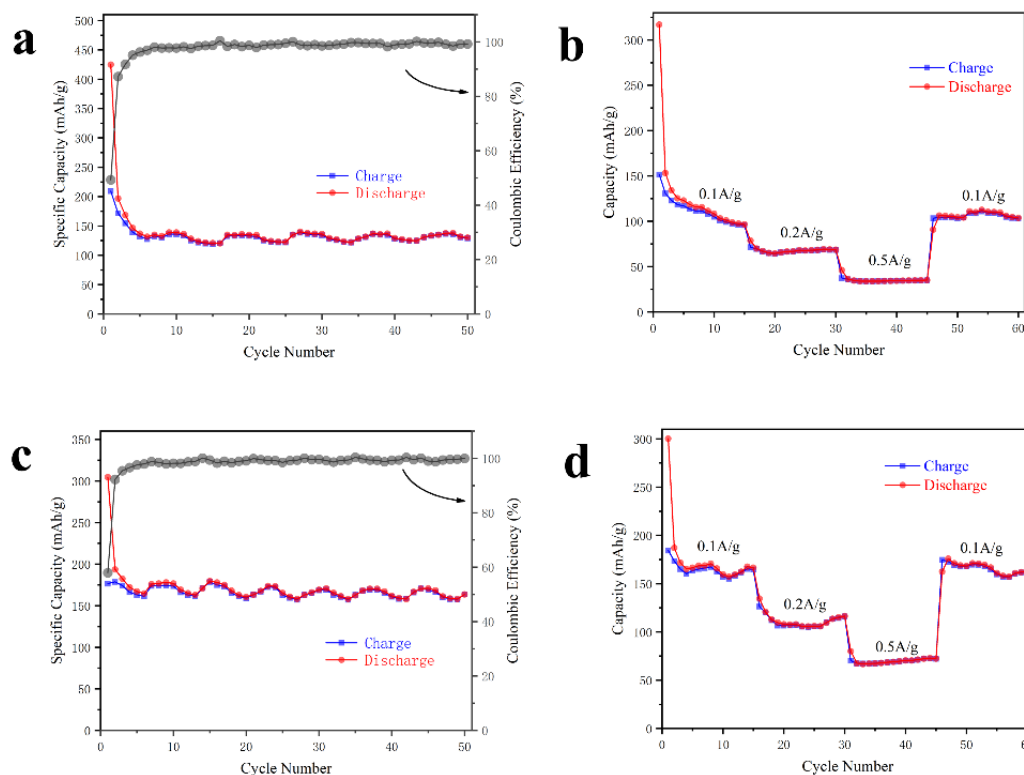 a
Specific Capacity (mAh/g)
500
450
400
350
300
250
200
150
100
50
0
Charge
Discharge
100
80
60
40
20
0
Coulombic Efficiency (%)
0 10 20 30 40 50
Cycle Number
b
Capacity (mAh/g)
300
250
200
150
100
50
0
Charge
Discharge
0.1A/g
0.2A/g
0.5A/g
0.1A/g
0 10 20 30 40 50 60
Cycle Number
c
Specific Capacity (mAh/g)
350
300
250
200
150
100
50
0
Charge
Discharge
100
80
60
40
20
0
Coulombic Efficiency (%)
0 10 20 30 40 50
Cycle Number
d
Capacity (mAh/g)
300
250
200
150
100
50
0
Charge
Discharge
0.1A/g
0.2A/g
0.5A/g
0.1A/g
0 10 20 30 40 50 60
Cycle Number